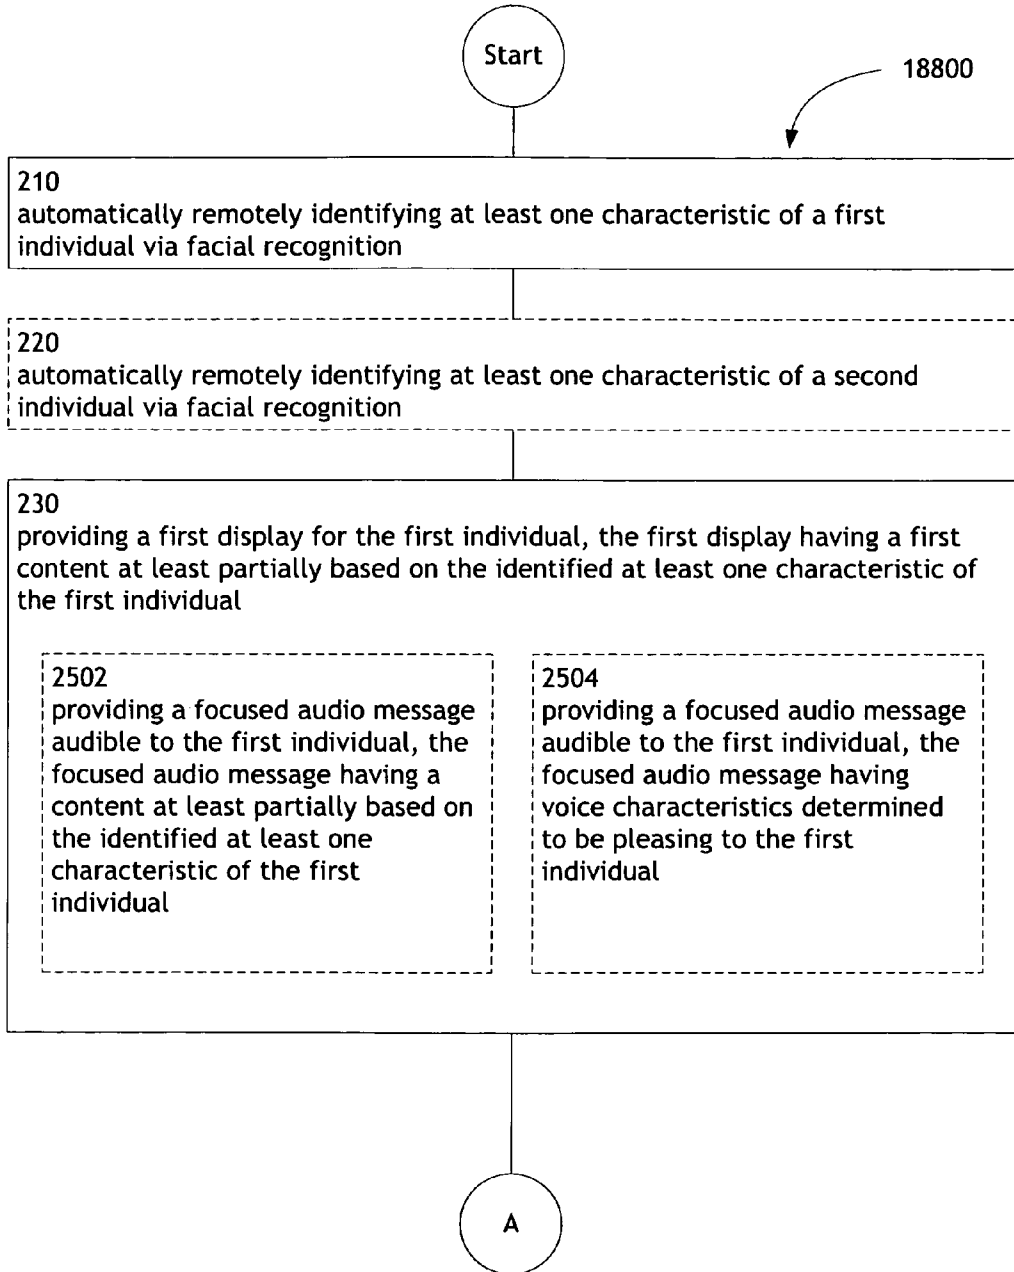 Start
18800
210
automatically remotely identifying at least one characteristic of a first
individual via facial recognition
220
automatically remotely identifying at least one characteristic of a second
individual via facial recognition
230
providing a first display for the first individual, the first display having a first
content at least partially based on the identified at least one characteristic of
the first individual
2502
providing a focused audio message
audible to the first individual, the
focused audio message having a
content at least partially based on
the identified at least one
characteristic of the first
individual
2504
providing a focused audio message
audible to the first individual, the
focused audio message having
voice characteristics determined
to be pleasing to the first
individual
A